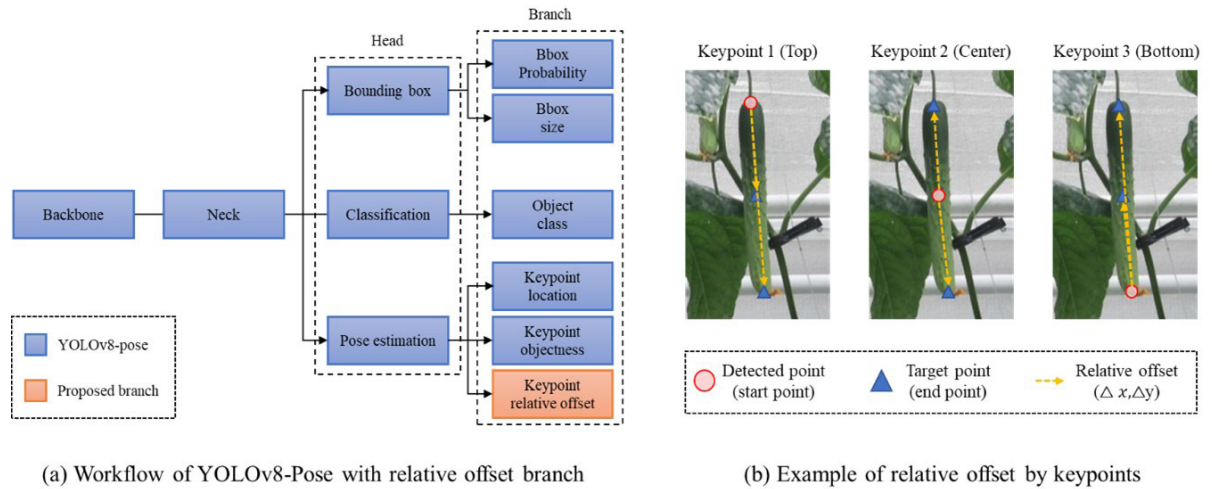 Branch
Head
Bounding box
Bbox
Probability
Bbox
size
Backbone
Neck
Classification
Object
class
Pose estimation
Keypoint
location
Keypoint
objectness
Keypoint
relative offset
YOLOv8-pose
Proposed branch
(a) Workflow of YOLOv8-Pose with relative offset branch
Keypoint 1 (Top)
Keypoint 2 (Center)
Keypoint 3 (Bottom)
Detected point
(start point)
Target point
(end point)
Relative offset
(△ x,△y)
(b) Example of relative offset by keypoints